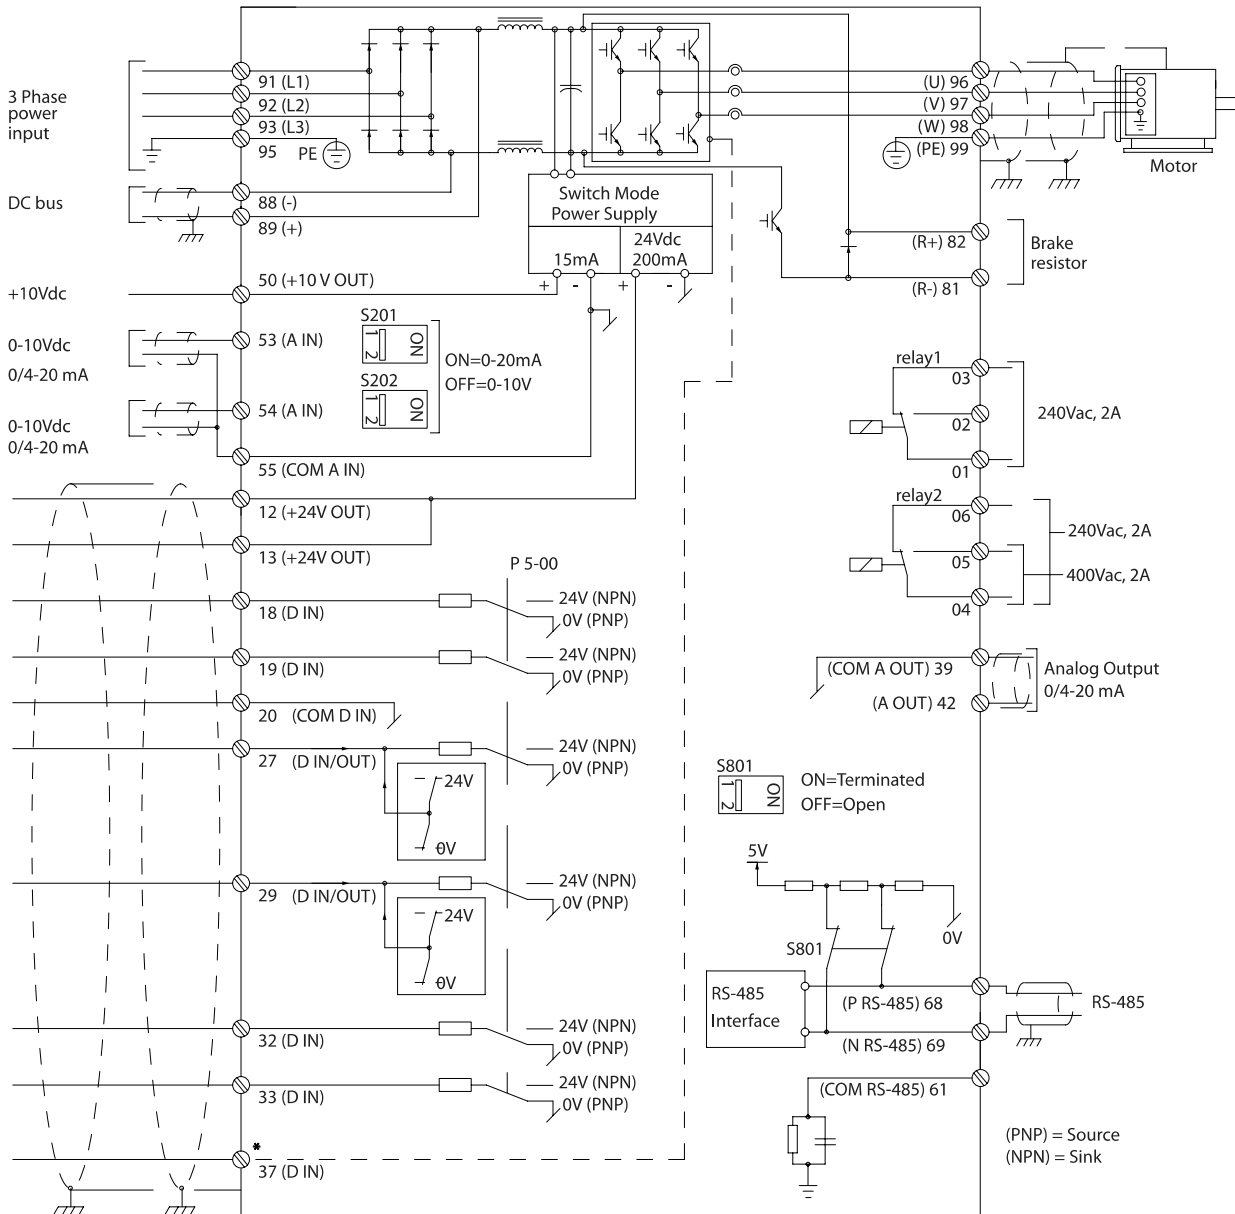 3 Phase
power
input
91 (L1)
92 (L2)
93 (L3)
95
PE
DC bus
88 (-)
89 (+)
+10Vdc
50 (+10 V OUT)
0-10Vdc
0/4-20 mA
53 (A IN)
0-10Vdc
0/4-20 mA
54 (A IN)
55 (COM A IN)
12 (+24V OUT)
13 (+24V OUT)
18 (D IN)
19 (D IN)
20 (COM D IN)
27 (D IN/OUT)
24V
0V
29 (D IN/OUT)
24V
0V
32 (D IN)
33 (D IN)
*
37 (D IN)
S201
1 2 ON
S202
1 2 ON
ON=0-20mA
OFF=0-10V
Switch Mode
Power Supply
24Vdc
15mA 200mA
+ - + -
P 5-00
24V (NPN)
0V (PNP)
24V (NPN)
0V (PNP)
24V (NPN)
0V (PNP)
24V (NPN)
0V (PNP)
24V (NPN)
0V (PNP)
24V (NPN)
0V (PNP)
(U) 96
(V) 97
(W) 98
(PE) 99
Motor
(R+) 82
(R-) 81
Brake
resistor
relay1
03
02
01
240Vac, 2A
relay2
06
05
04
240Vac, 2A
400Vac, 2A
(COM A OUT) 39
(A OUT) 42
Analog Output
0/4-20 mA
S801
1 2 ON
ON=Terminated
OFF=Open
5V
0V
S801
RS-485
Interface
(P RS-485) 68
(N RS-485) 69
(COM RS-485) 61
RS-485
(PNP) = Source
(NPN) = Sink